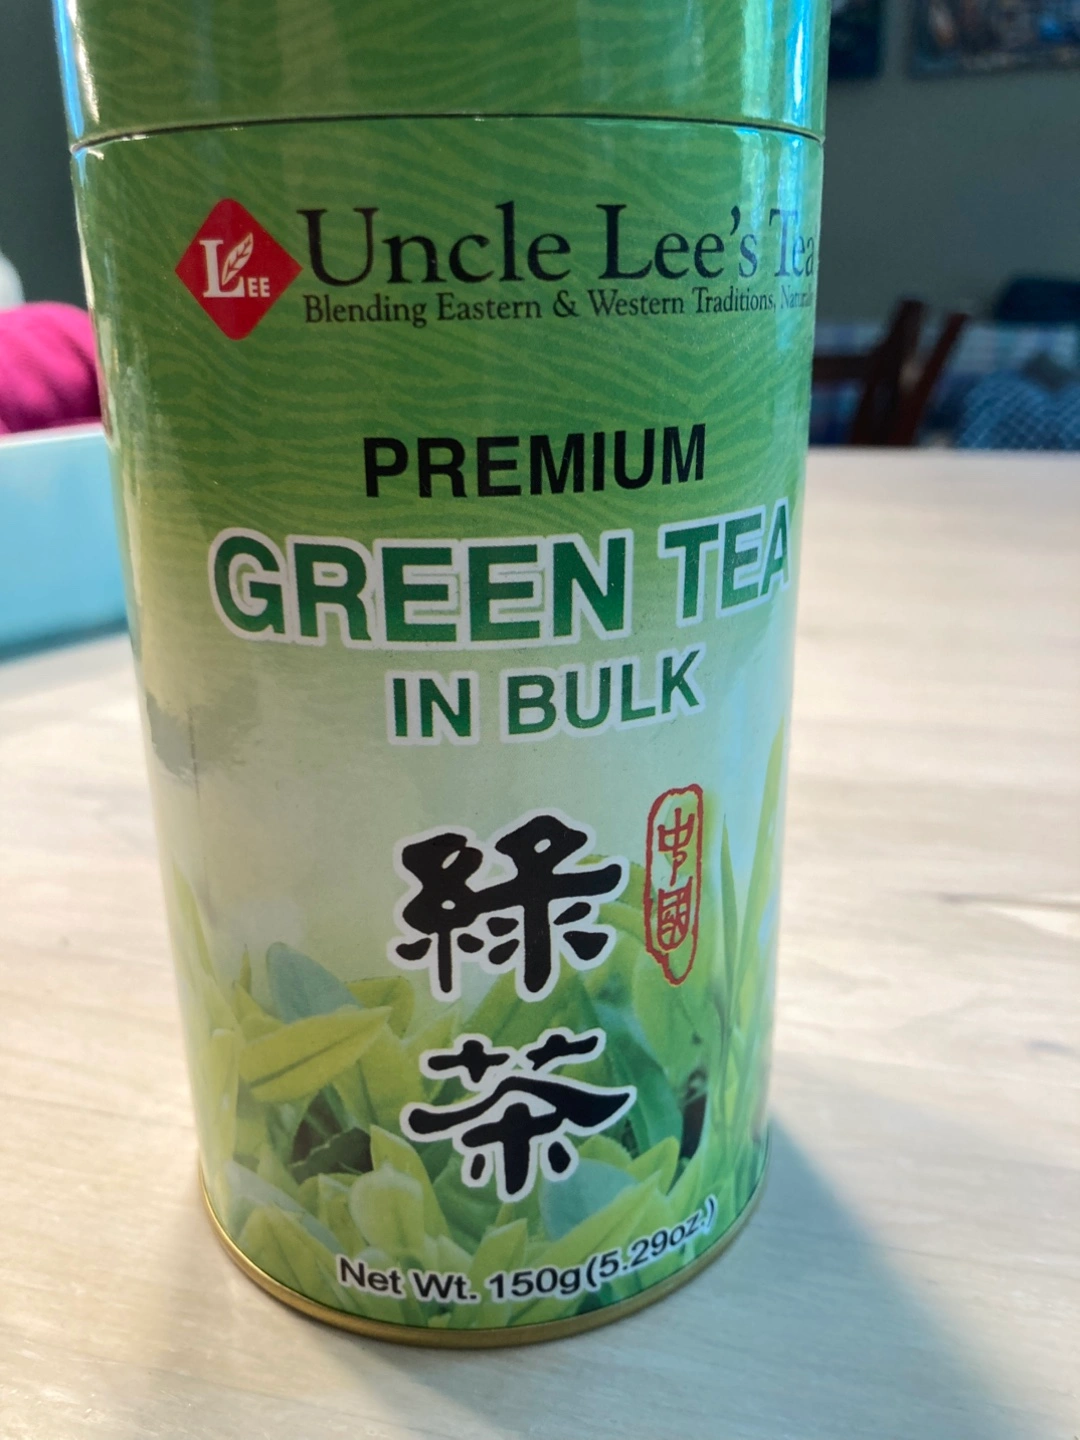 LEE
Uncle Lee's Tea
Blending Eastern & Western Traditions,
PREMIUM
GREEN TEA
IN BULK
綠
茶
中
國
Net Wt. 150g(5.29oz.)